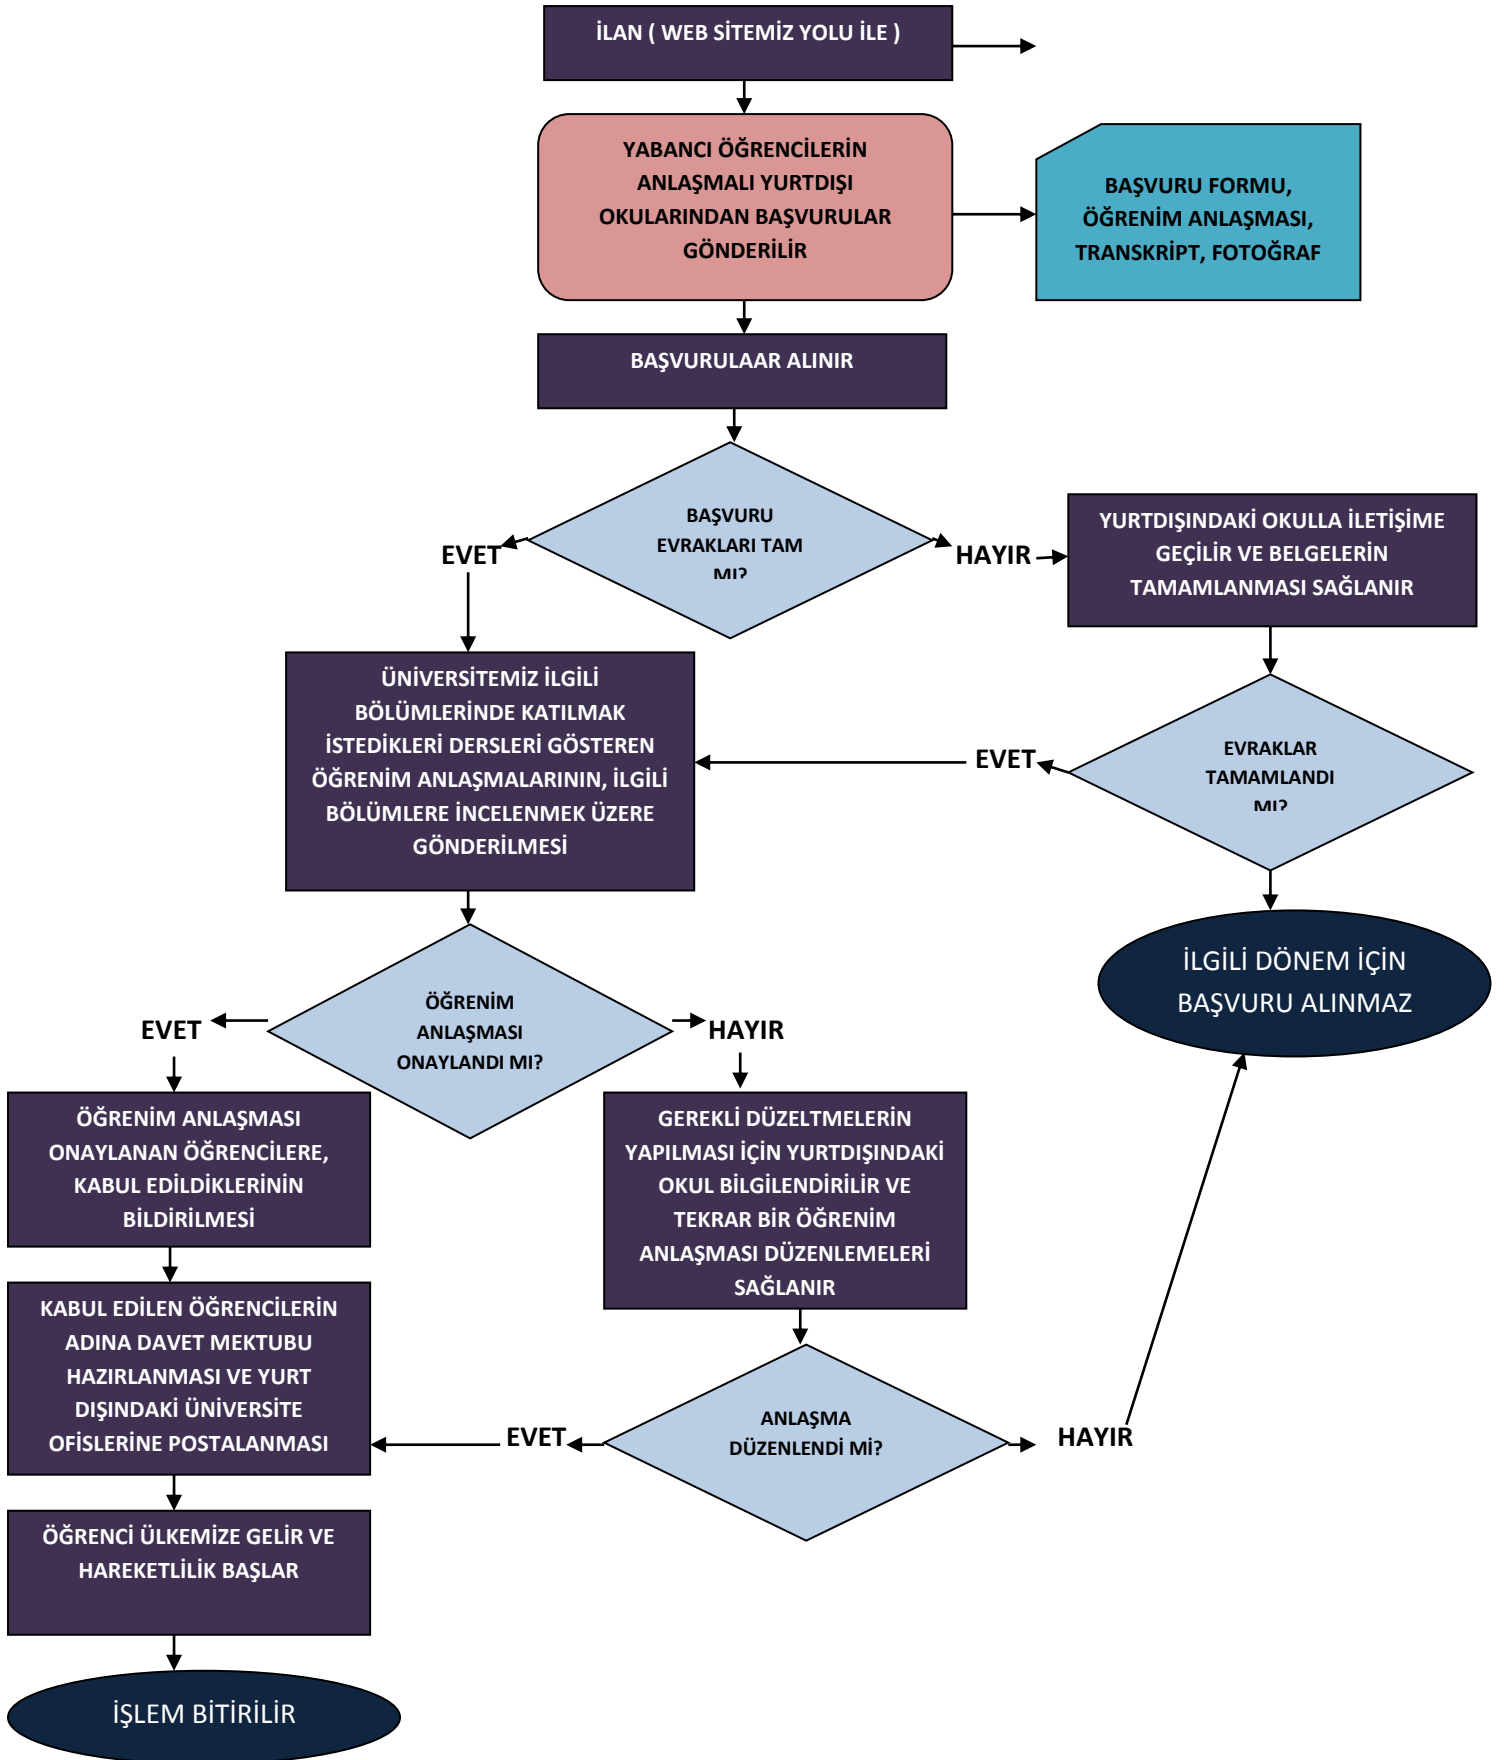 İLAN ( WEB SİTEMİZ YOLU İLE )
YABANCI ÖĞRENCİLERİN
ANLAŞMALI YURTDIŞI
OKULARINDAN BAŞVURULAR
GÖNDERİLİR
BAŞVURU FORMU,
ÖĞRENİM ANLAŞMASI,
TRANSKRİPT, FOTOĞRAF
BAŞVURULAAR ALINIR
BAŞVURU
EVRAKLARI TAM
MI?
EVET
HAYIR
YURTDIŞINDAKİ OKULLA İLETİŞİME
GEÇİLİR VE BELGELERİN
TAMAMLANMASI SAĞLANIR
ÜNİVERSİTEMİZ İLGİLİ
BÖLÜMLERİNDE KATILMAK
İSTEDİKLERİ DERSLERİ GÖSTEREN
ÖĞRENİM ANLAŞMALARININ, İLGİLİ
BÖLÜMLERE İNCELENMEK ÜZERE
GÖNDERİLMESİ
EVET
EVRAKLAR
TAMAMLANDI
MI?
İLGİLİ DÖNEM İÇİN
BAŞVURU ALINMAZ
ÖĞRENİM
ANLAŞMASI
ONAYLANDI MI?
EVET
HAYIR
ÖĞRENİM ANLAŞMASI
ONAYLANAN ÖĞRENCİLERE,
KABUL EDİLDİKLERİNİN
BİLDİRİLMESİ
GEREKLİ DÜZELTMELERİN
YAPILMASI İÇİN YURTDIŞINDAKİ
OKUL BİLGİLENDİRİLİR VE
TEKRAR BİR ÖĞRENİM
ANLAŞMASI DÜZENLEMELERİ
SAĞLANIR
KABUL EDİLEN ÖĞRENCİLERİN
ADINA DAVET MEKTUBU
HAZIRLANMASI VE YURT
DIŞINDAKİ ÜNİVERSİTE
OFİSLERİNE POSTALANMASI
EVET
ANLAŞMA
DÜZENLENDİ Mİ?
HAYIR
ÖĞRENCİ ÜLKEMİZE GELİR VE
HAREKETLİLİK BAŞLAR
İŞLEM BİTİRİLİR